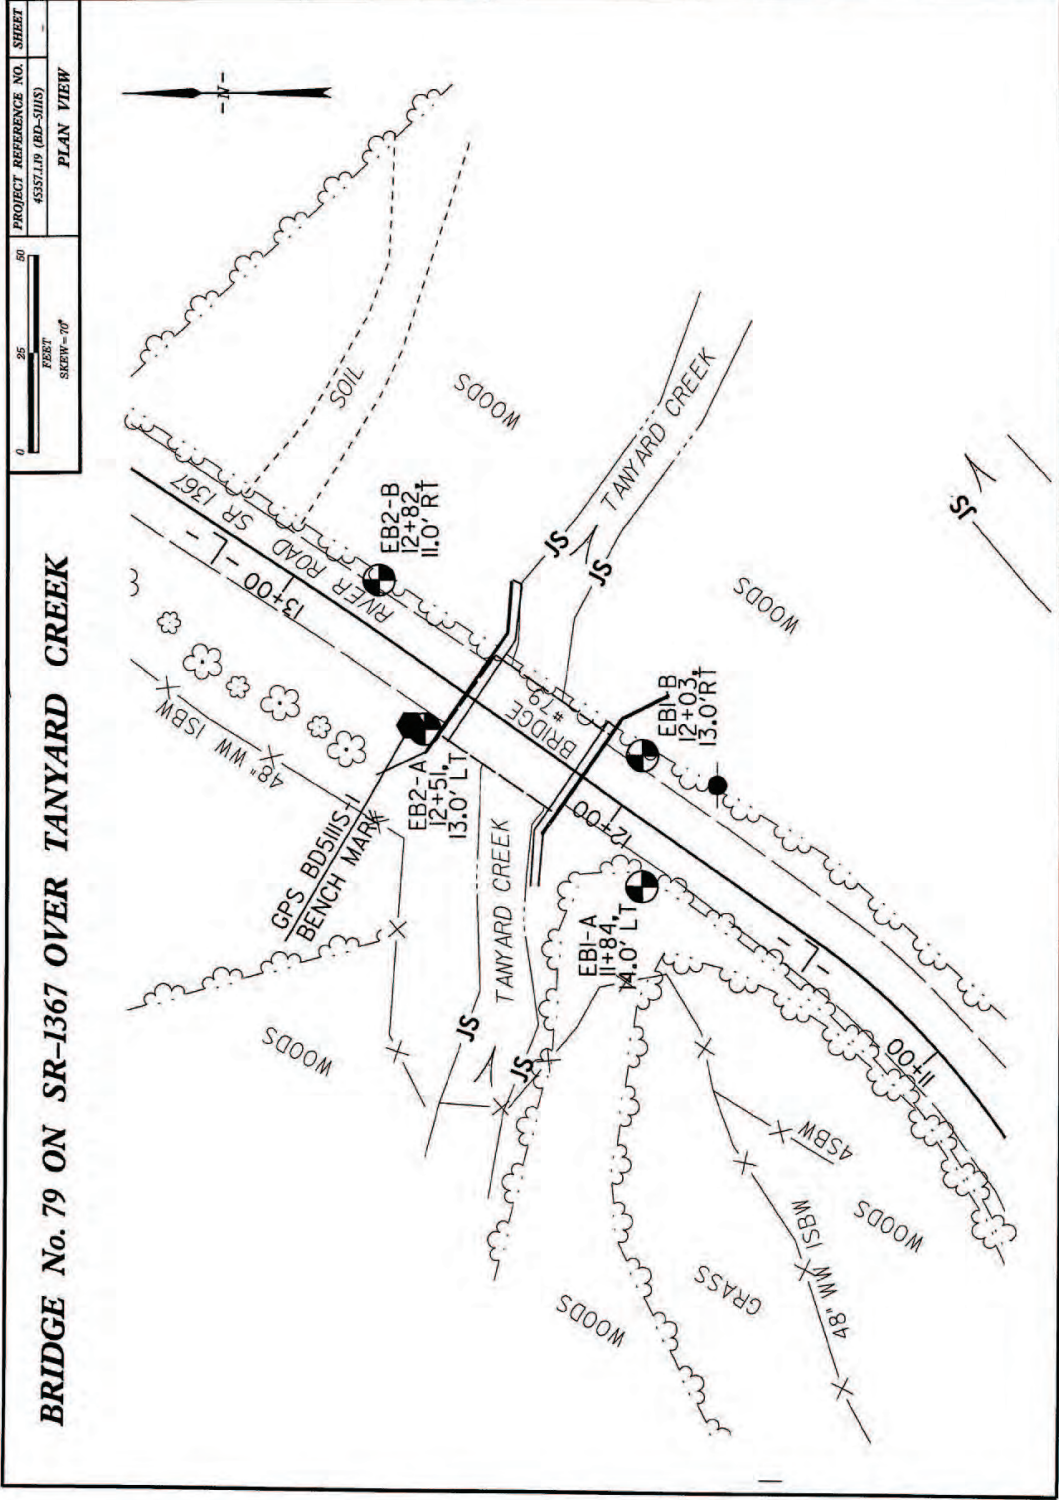 BRIDGE No. 79 ON SR-1367 OVER TANYARD CREEK
0 25 50
FEET
SKEW=70°
PROJECT REFERENCE NO. SHEET
45357.1.19 (BD-5111S) -
PLAN VIEW
-N-
SOIL
WOODS
SR 1367
RIVER ROAD
-L-
13+00
EB2-B
12+82,
11.0' RT
TANYARD CREEK
JS
JS
JS
WOODS
48" WW 1SBW
BRIDGE
# 79
EB1-B
12+03,
13.0' RT
EB2-A
12+51,
13.0' LT
GPS BD5111S-1
BENCH MARK
12+00
TANYARD CREEK
EB1-A
11+84,
14.0' LT
-L-
WOODS
JS
JS
11+00
4SBW
WOODS
48" WW 1SBW
GRASS
WOODS